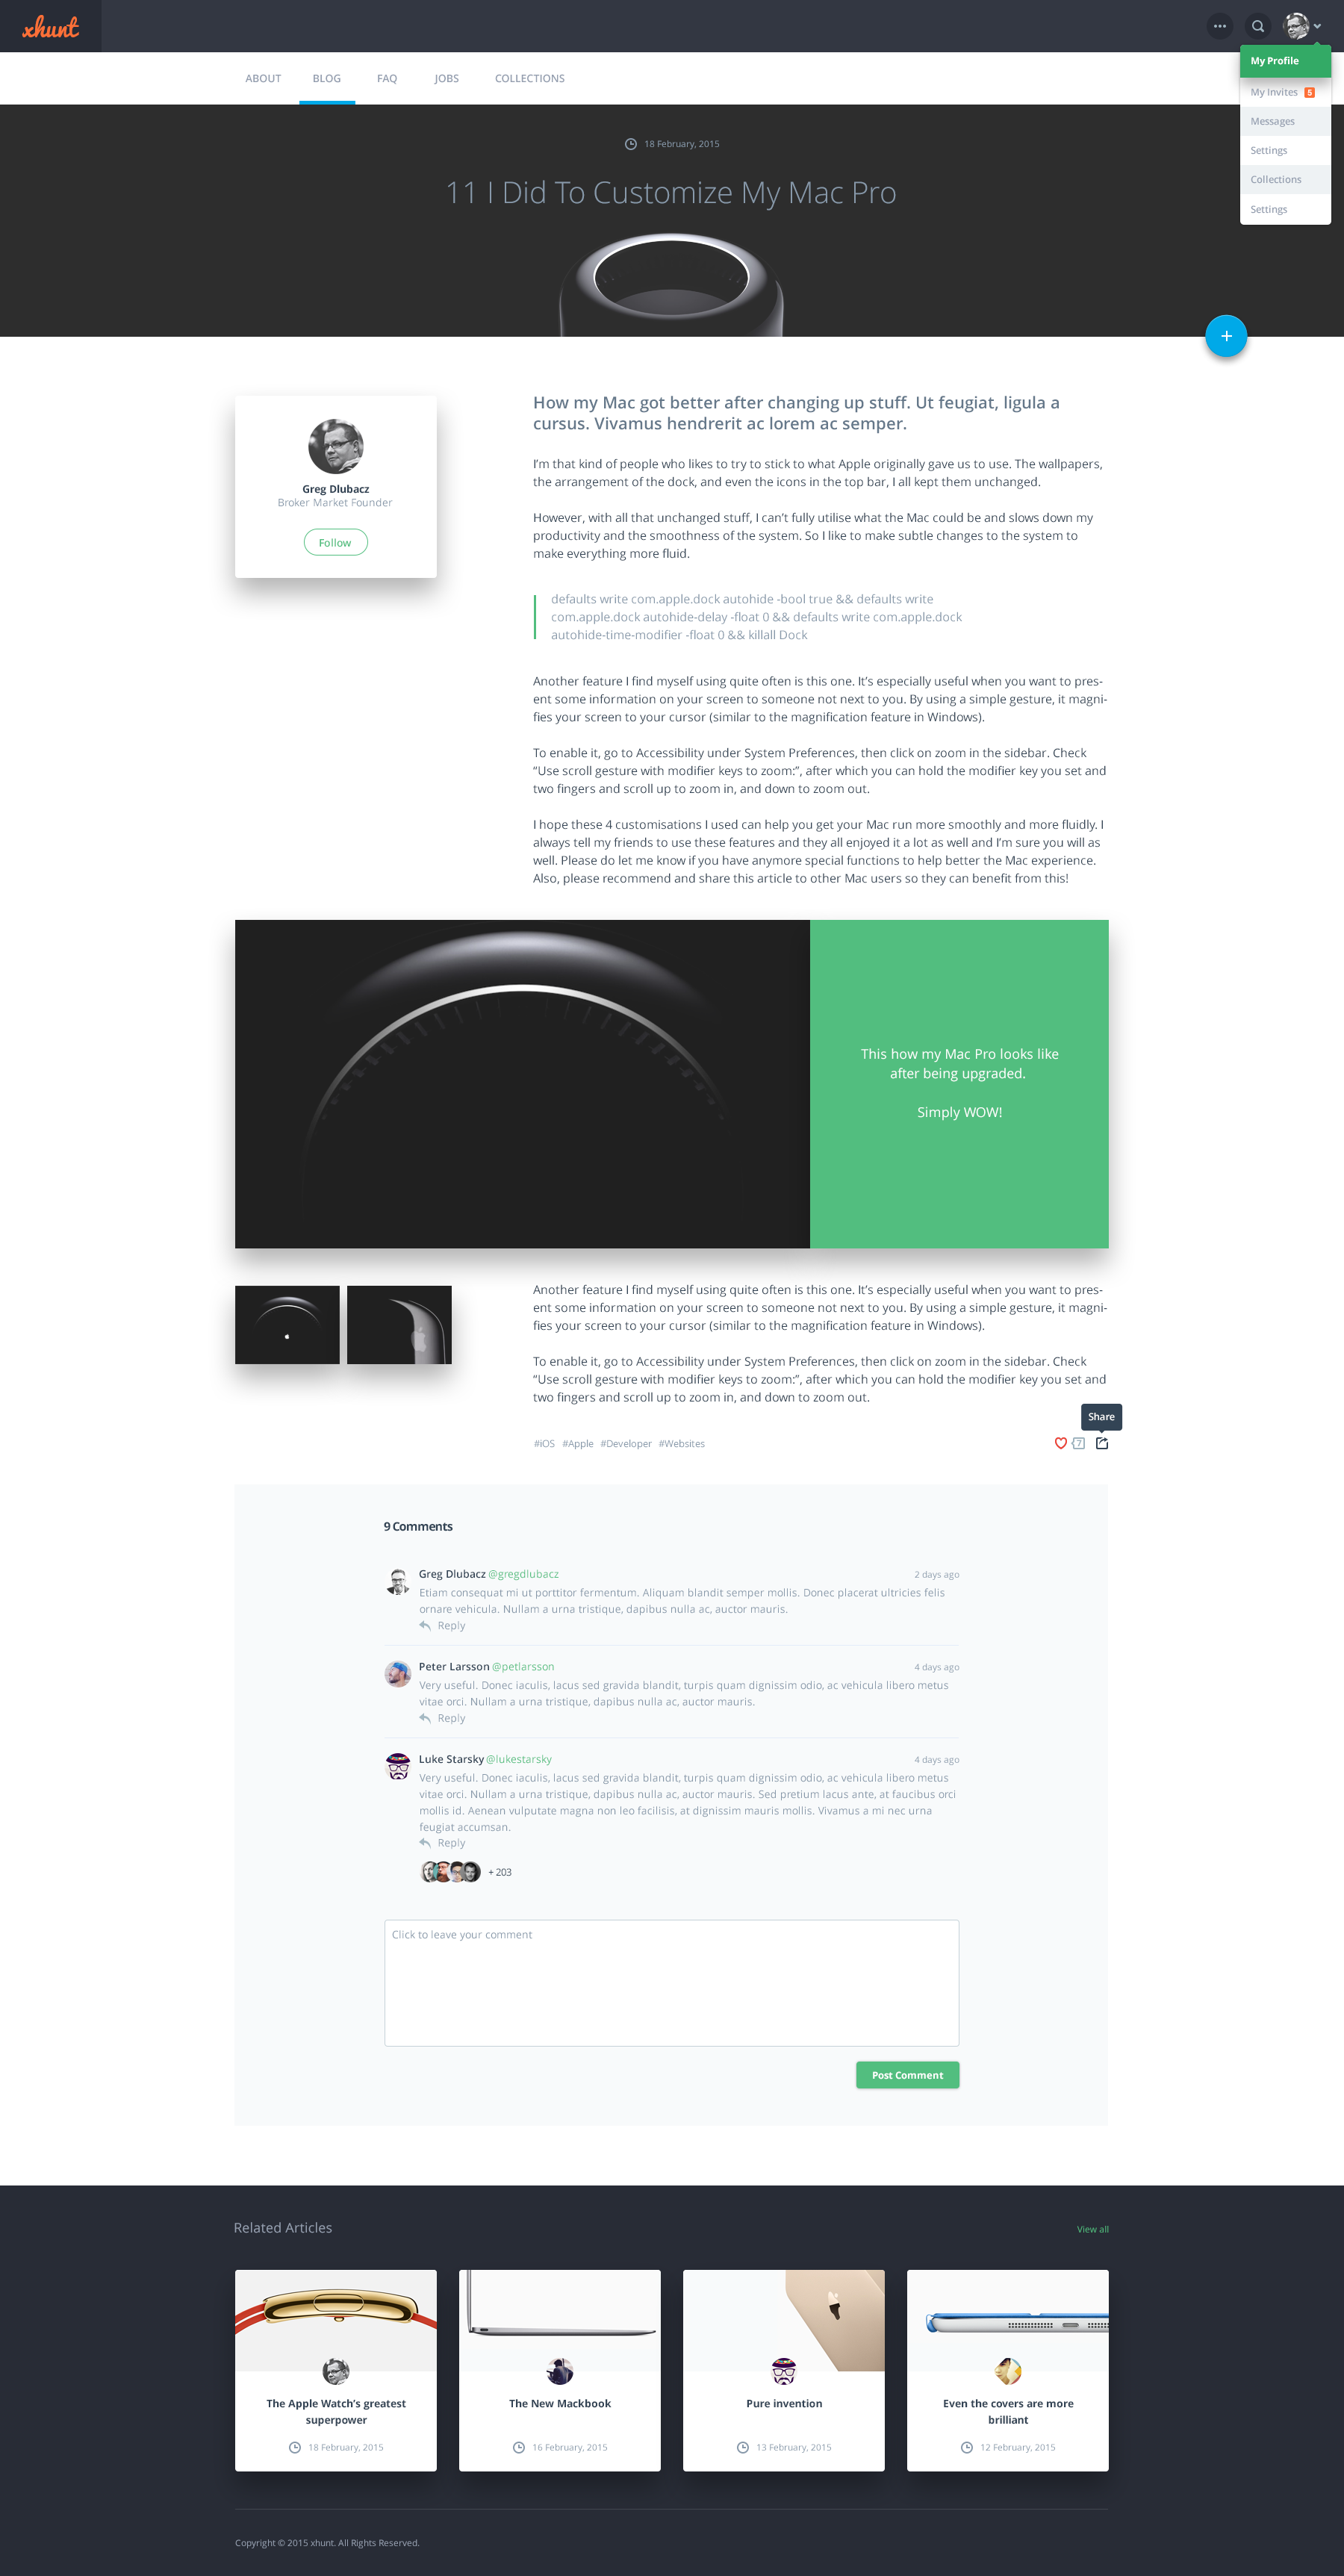 xhunt
My Profile
My Invites 5
Messages
Settings
Collections
Settings
ABOUT BLOG FAQ JOBS COLLECTIONS
18 February, 2015
11 I Did To Customize My Mac Pro
+
Greg Dlubacz
Broker Market Founder
Follow
How my Mac got better after changing up stuff. Ut feugiat, ligula a
cursus. Vivamus hendrerit ac lorem ac semper.
I’m that kind of people who likes to try to stick to what Apple originally gave us to use. The wallpapers,
the arrangement of the dock, and even the icons in the top bar, I all kept them unchanged.
However, with all that unchanged stuff, I can’t fully utilise what the Mac could be and slows down my
productivity and the smoothness of the system. So I like to make subtle changes to the system to
make everything more fluid.
defaults write com.apple.dock autohide -bool true && defaults write
com.apple.dock autohide-delay -float 0 && defaults write com.apple.dock
autohide-time-modifier -float 0 && killall Dock
Another feature I find myself using quite often is this one. It’s especially useful when you want to pres-
ent some information on your screen to someone not next to you. By using a simple gesture, it magni-
fies your screen to your cursor (similar to the magnification feature in Windows).
To enable it, go to Accessibility under System Preferences, then click on zoom in the sidebar. Check
“Use scroll gesture with modifier keys to zoom:”, after which you can hold the modifier key you set and
two fingers and scroll up to zoom in, and down to zoom out.
I hope these 4 customisations I used can help you get your Mac run more smoothly and more fluidly. I
always tell my friends to use these features and they all enjoyed it a lot as well and I’m sure you will as
well. Please do let me know if you have anymore special functions to help better the Mac experience.
Also, please recommend and share this article to other Mac users so they can benefit from this!
This how my Mac Pro looks like
after being upgraded.
Simply WOW!
Another feature I find myself using quite often is this one. It’s especially useful when you want to pres-
ent some information on your screen to someone not next to you. By using a simple gesture, it magni-
fies your screen to your cursor (similar to the magnification feature in Windows).
To enable it, go to Accessibility under System Preferences, then click on zoom in the sidebar. Check
“Use scroll gesture with modifier keys to zoom:”, after which you can hold the modifier key you set and
two fingers and scroll up to zoom in, and down to zoom out.
Share
#iOS #Apple #Developer #Websites
7
9 Comments
Greg Dlubacz @gregdlubacz 2 days ago
Etiam consequat mi ut porttitor fermentum. Aliquam blandit semper mollis. Donec placerat ultricies felis
ornare vehicula. Nullam a urna tristique, dapibus nulla ac, auctor mauris.
Reply
Peter Larsson @petlarsson 4 days ago
Very useful. Donec iaculis, lacus sed gravida blandit, turpis quam dignissim odio, ac vehicula libero metus
vitae orci. Nullam a urna tristique, dapibus nulla ac, auctor mauris.
Reply
Luke Starsky @lukestarsky 4 days ago
Very useful. Donec iaculis, lacus sed gravida blandit, turpis quam dignissim odio, ac vehicula libero metus
vitae orci. Nullam a urna tristique, dapibus nulla ac, auctor mauris. Sed pretium lacus ante, at faucibus orci
mollis id. Aenean vulputate magna non leo facilisis, at dignissim mauris mollis. Vivamus a mi nec urna
feugiat accumsan.
Reply
+ 203
Click to leave your comment
Post Comment
Related Articles
View all
The Apple Watch’s greatest
superpower
18 February, 2015
The New Mackbook
16 February, 2015
Pure invention
13 February, 2015
Even the covers are more
brilliant
12 February, 2015
Copyright © 2015 xhunt. All Rights Reserved.